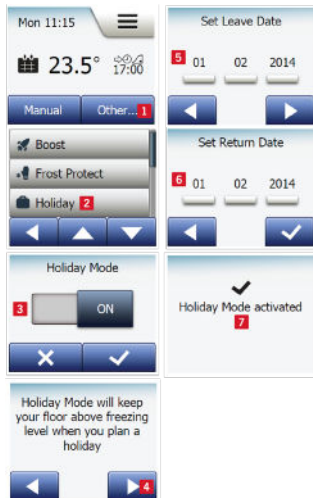 Mon 11:15
23.5°
17:00
Manual Other... 1
Boost
Frost Protect
Holiday 2
Holiday Mode
3 ON
Holiday Mode will keep
your floor above freezing
level when you plan a
holiday
4
Set Leave Date
5 01 02 2014
Set Return Date
6 01 02 2014
Holiday Mode activated
7